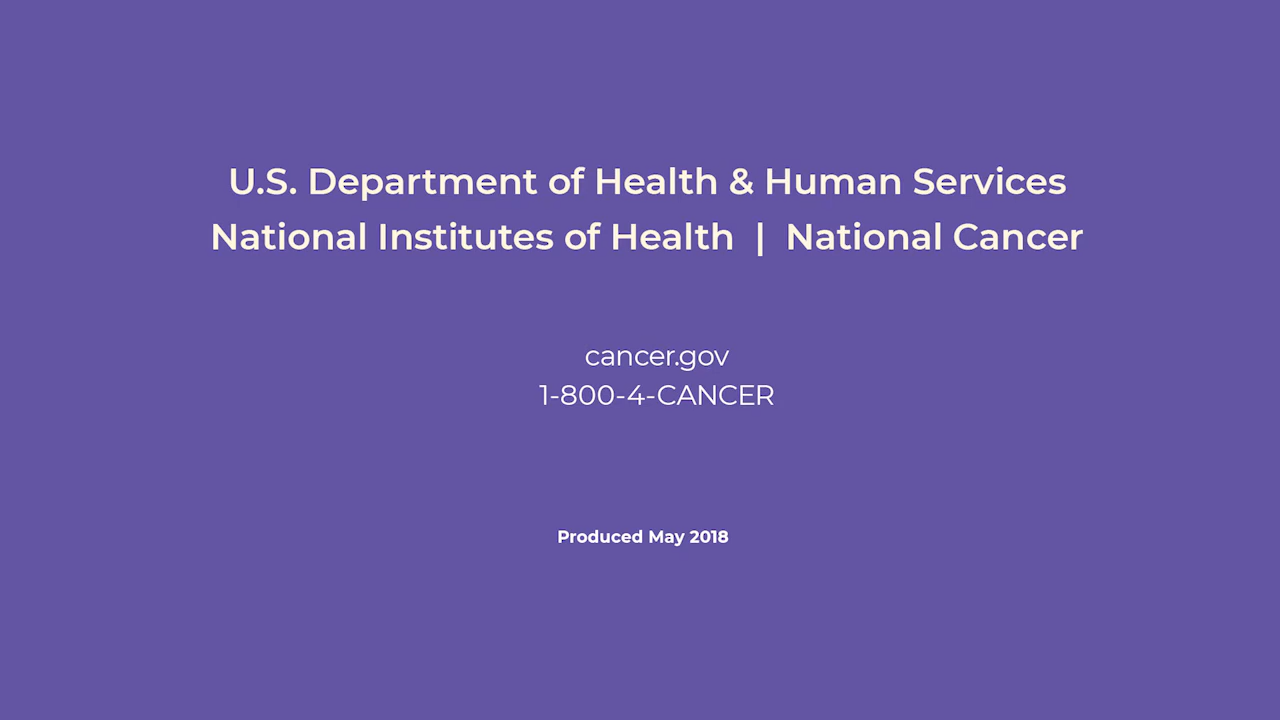 U.S. Department of Health & Human Services
National Institutes of Health | National Cancer
cancer.gov
1-800-4-CANCER
Produced May 2018